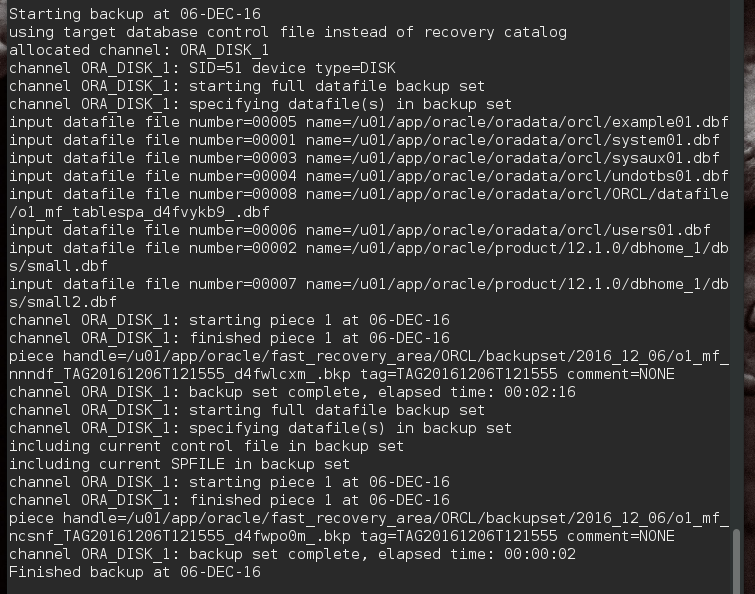 Starting backup at 06-DEC-16
using target database control file instead of recovery catalog
allocated channel: ORA_DISK_1
channel ORA_DISK_1: SID=51 device type=DISK
channel ORA_DISK_1: starting full datafile backup set
channel ORA_DISK_1: specifying datafile(s) in backup set
input datafile file number=00005 name=/u01/app/oracle/oradata/orcl/example01.dbf
input datafile file number=00001 name=/u01/app/oracle/oradata/orcl/system01.dbf
input datafile file number=00003 name=/u01/app/oracle/oradata/orcl/sysaux01.dbf
input datafile file number=00004 name=/u01/app/oracle/oradata/orcl/undotbs01.dbf
input datafile file number=00008 name=/u01/app/oracle/oradata/orcl/ORCL/datafile
/o1_mf_tablespa_d4fvykb9_.dbf
input datafile file number=00006 name=/u01/app/oracle/oradata/orcl/users01.dbf
input datafile file number=00002 name=/u01/app/oracle/product/12.1.0/dbhome_1/db
s/small.dbf
input datafile file number=00007 name=/u01/app/oracle/product/12.1.0/dbhome_1/db
s/small2.dbf
channel ORA_DISK_1: starting piece 1 at 06-DEC-16
channel ORA_DISK_1: finished piece 1 at 06-DEC-16
piece handle=/u01/app/oracle/fast_recovery_area/ORCL/backupset/2016_12_06/o1_mf_
nnndf_TAG20161206T121555_d4fwlcxm_.bkp tag=TAG20161206T121555 comment=NONE
channel ORA_DISK_1: backup set complete, elapsed time: 00:02:16
channel ORA_DISK_1: starting full datafile backup set
channel ORA_DISK_1: specifying datafile(s) in backup set
including current control file in backup set
including current SPFILE in backup set
channel ORA_DISK_1: starting piece 1 at 06-DEC-16
channel ORA_DISK_1: finished piece 1 at 06-DEC-16
piece handle=/u01/app/oracle/fast_recovery_area/ORCL/backupset/2016_12_06/o1_mf_
ncsnf_TAG20161206T121555_d4fwpo0m_.bkp tag=TAG20161206T121555 comment=NONE
channel ORA_DISK_1: backup set complete, elapsed time: 00:00:02
Finished backup at 06-DEC-16